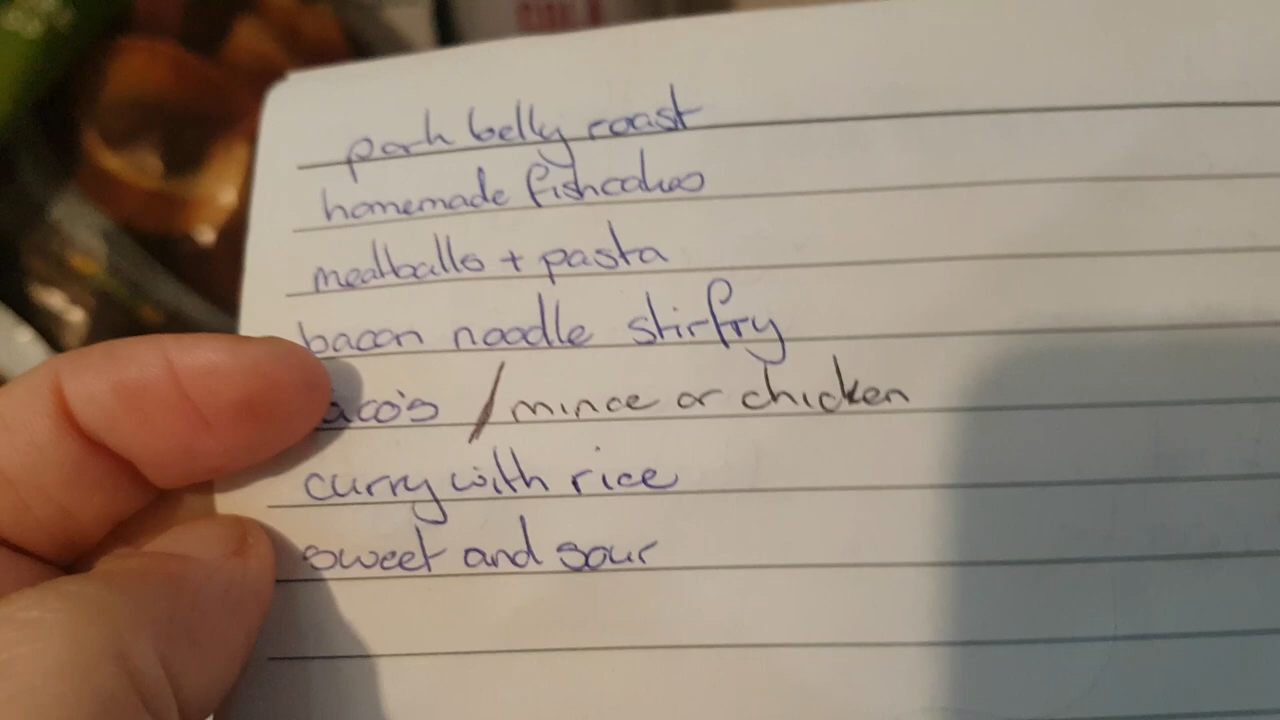 COLA
pork belly roast
homemade fishcakes
meatballs + pasta
bacon noodle stirfry
aco's / mince or chicken
curry with rice
sweet and sour